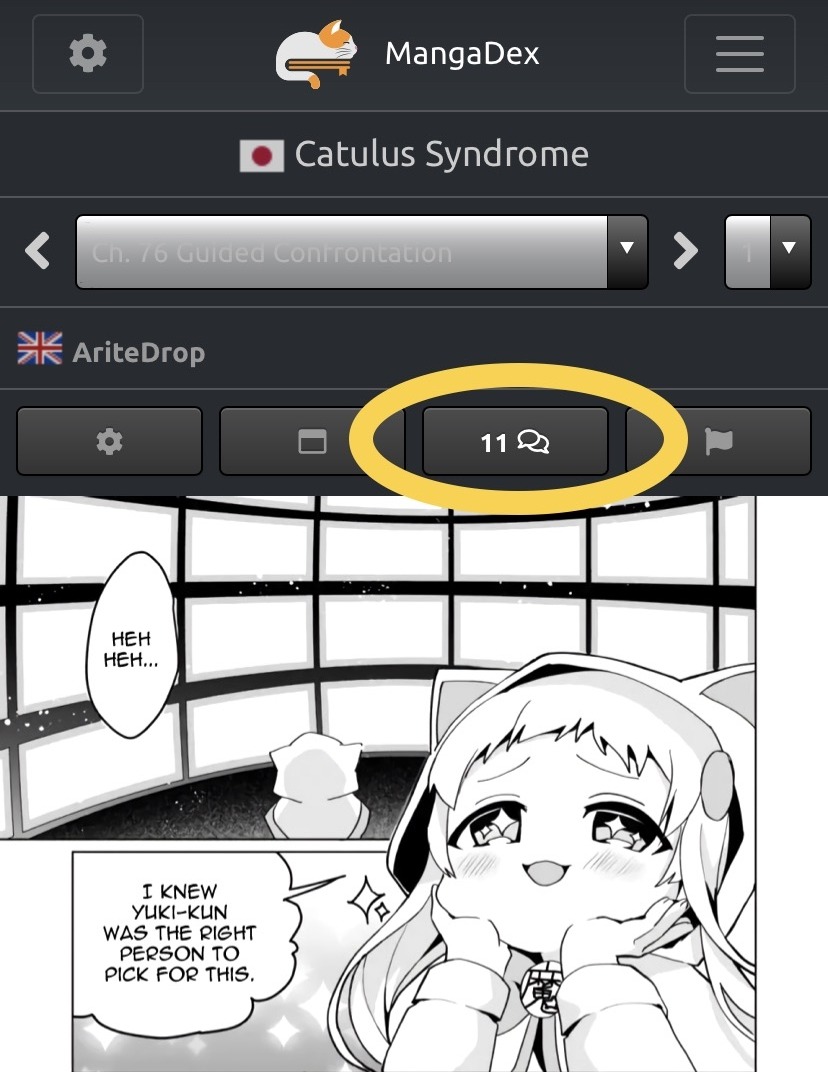 MangaDex
Catulus Syndrome
Ch. 76 Guided Confrontation
1
AriteDrop
11
HEH
HEH...
I KNEW
YUKI-KUN
WAS THE RIGHT
PERSON TO
PICK FOR THIS.